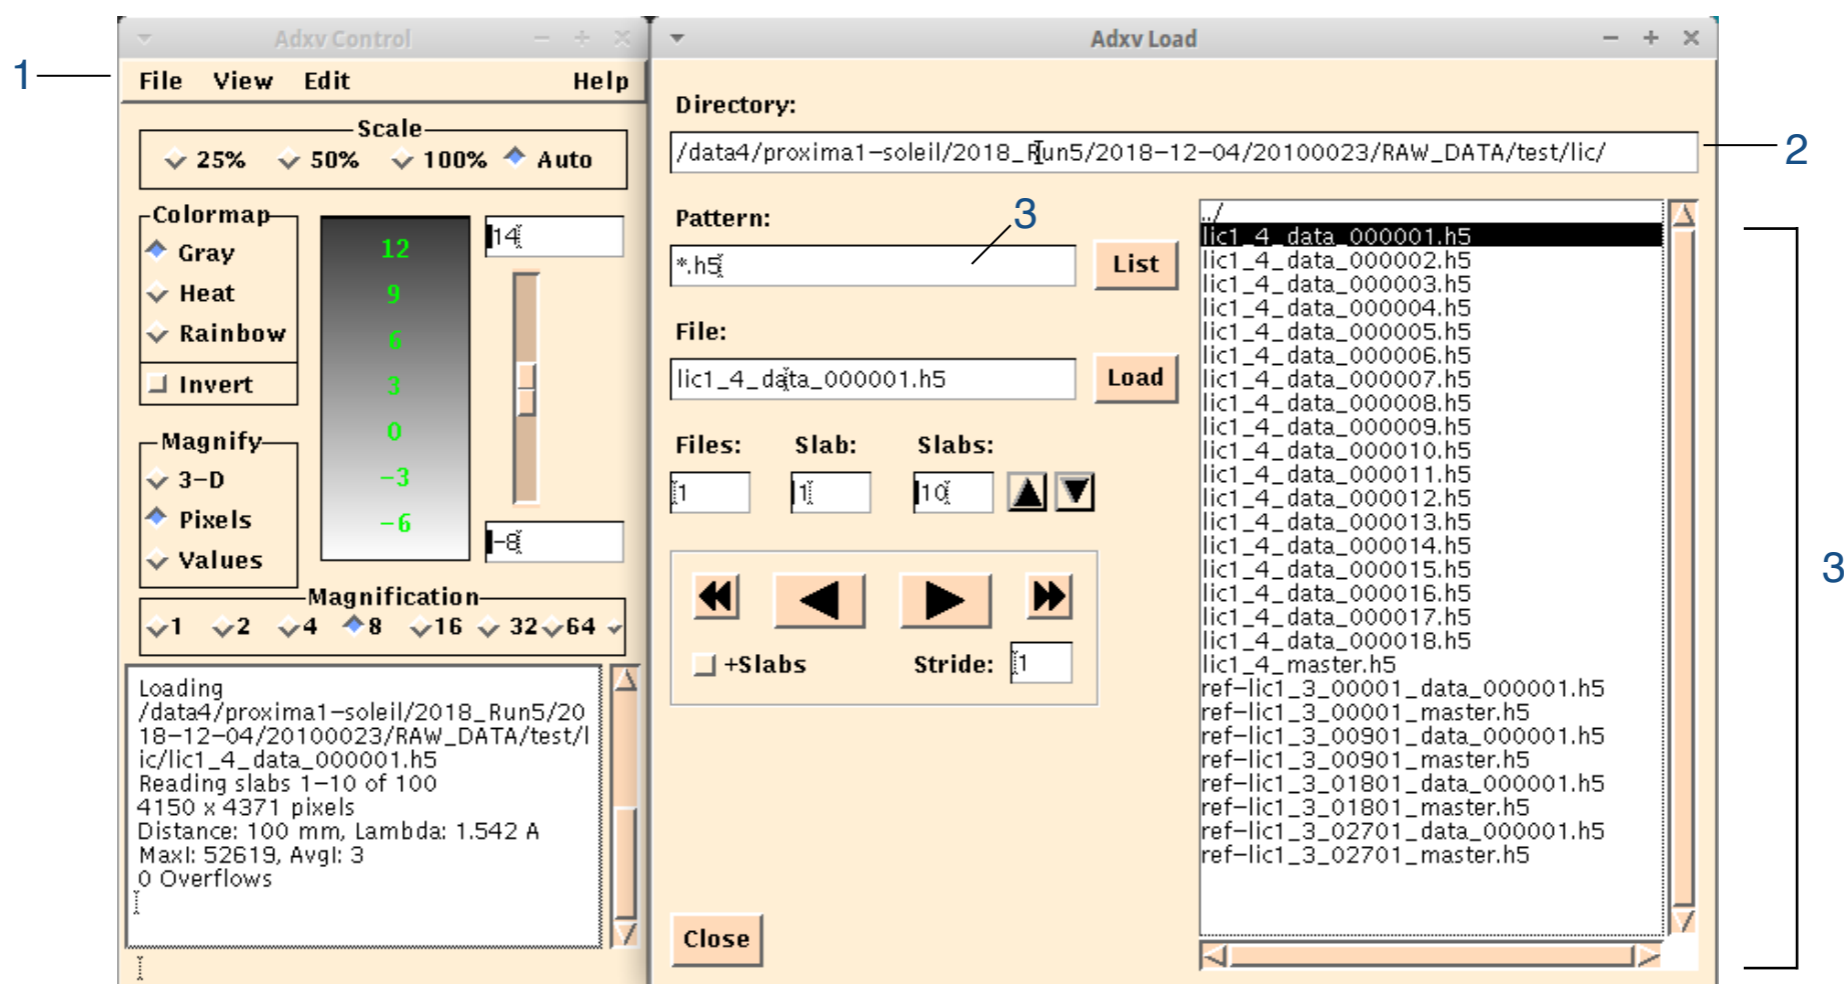 Adxv Control
1
File View Edit Help
Scale
25% 50% 100% Auto
Colormap
Gray
Heat
Rainbow
Invert
12
9
6
3
0
-3
-6
14
-8
Magnify
3-D
Pixels
Values
Magnification
1 2 4 8 16 32 64
Loading
/data4/proxima1-soleil/2018_Run5/20
18-12-04/20100023/RAW_DATA/test/l
ic/lic1_4_data_000001.h5
Reading slabs 1-10 of 100
4150 x 4371 pixels
Distance: 100 mm, Lambda: 1.542 A
MaxI: 52619, AvgI: 3
0 Overflows
Adxv Load
Directory:
/data4/proxima1-soleil/2018_Run5/2018-12-04/20100023/RAW_DATA/test/lic/
2
Pattern:
3
*.h5
List
File:
lic1_4_data_000001.h5
Load
Files: Slab: Slabs:
1 1 10
+Slabs Stride: 1
Close
../
lic1_4_data_000001.h5
lic1_4_data_000002.h5
lic1_4_data_000003.h5
lic1_4_data_000004.h5
lic1_4_data_000005.h5
lic1_4_data_000006.h5
lic1_4_data_000007.h5
lic1_4_data_000008.h5
lic1_4_data_000009.h5
lic1_4_data_000010.h5
lic1_4_data_000011.h5
lic1_4_data_000012.h5
lic1_4_data_000013.h5
lic1_4_data_000014.h5
lic1_4_data_000015.h5
lic1_4_data_000016.h5
lic1_4_data_000017.h5
lic1_4_data_000018.h5
lic1_4_master.h5
ref-lic1_3_00001_data_000001.h5
ref-lic1_3_00001_master.h5
ref-lic1_3_00901_data_000001.h5
ref-lic1_3_00901_master.h5
ref-lic1_3_01801_data_000001.h5
ref-lic1_3_01801_master.h5
ref-lic1_3_02701_data_000001.h5
ref-lic1_3_02701_master.h5
3